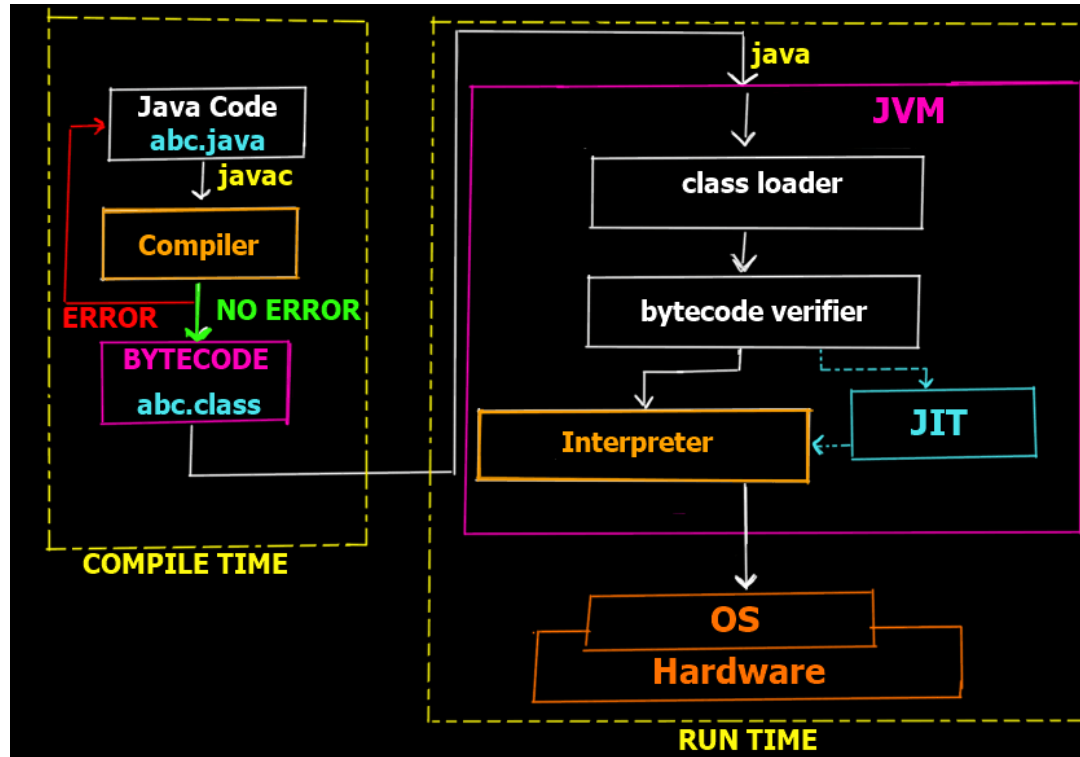 Java Code
abc.java
javac
Compiler
ERROR
NO ERROR
BYTECODE
abc.class
COMPILE TIME
java
JVM
class loader
bytecode verifier
Interpreter
JIT
OS
Hardware
RUN TIME